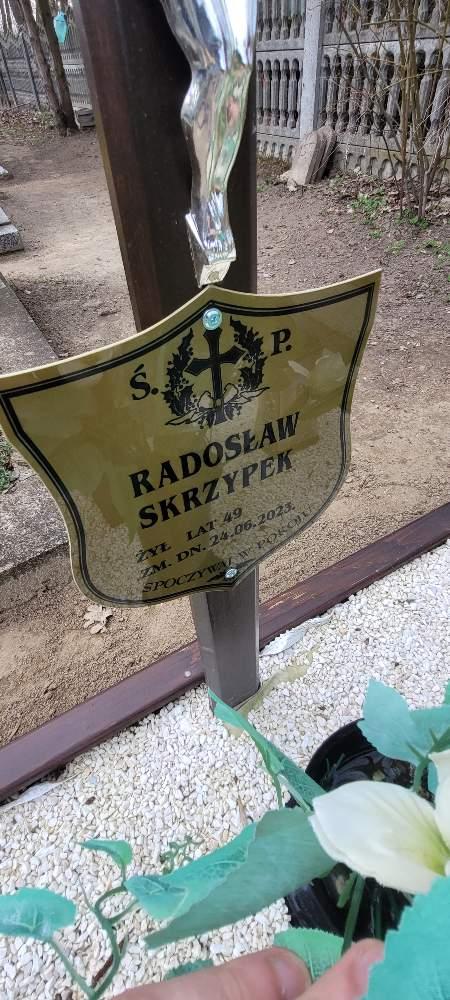 Ś. P.
RADOSŁAW
SKRZYPEK
ŻYŁ LAT 49
ZM. DN. 24.06.2023.
SPOCZYWAJ W POKOJU